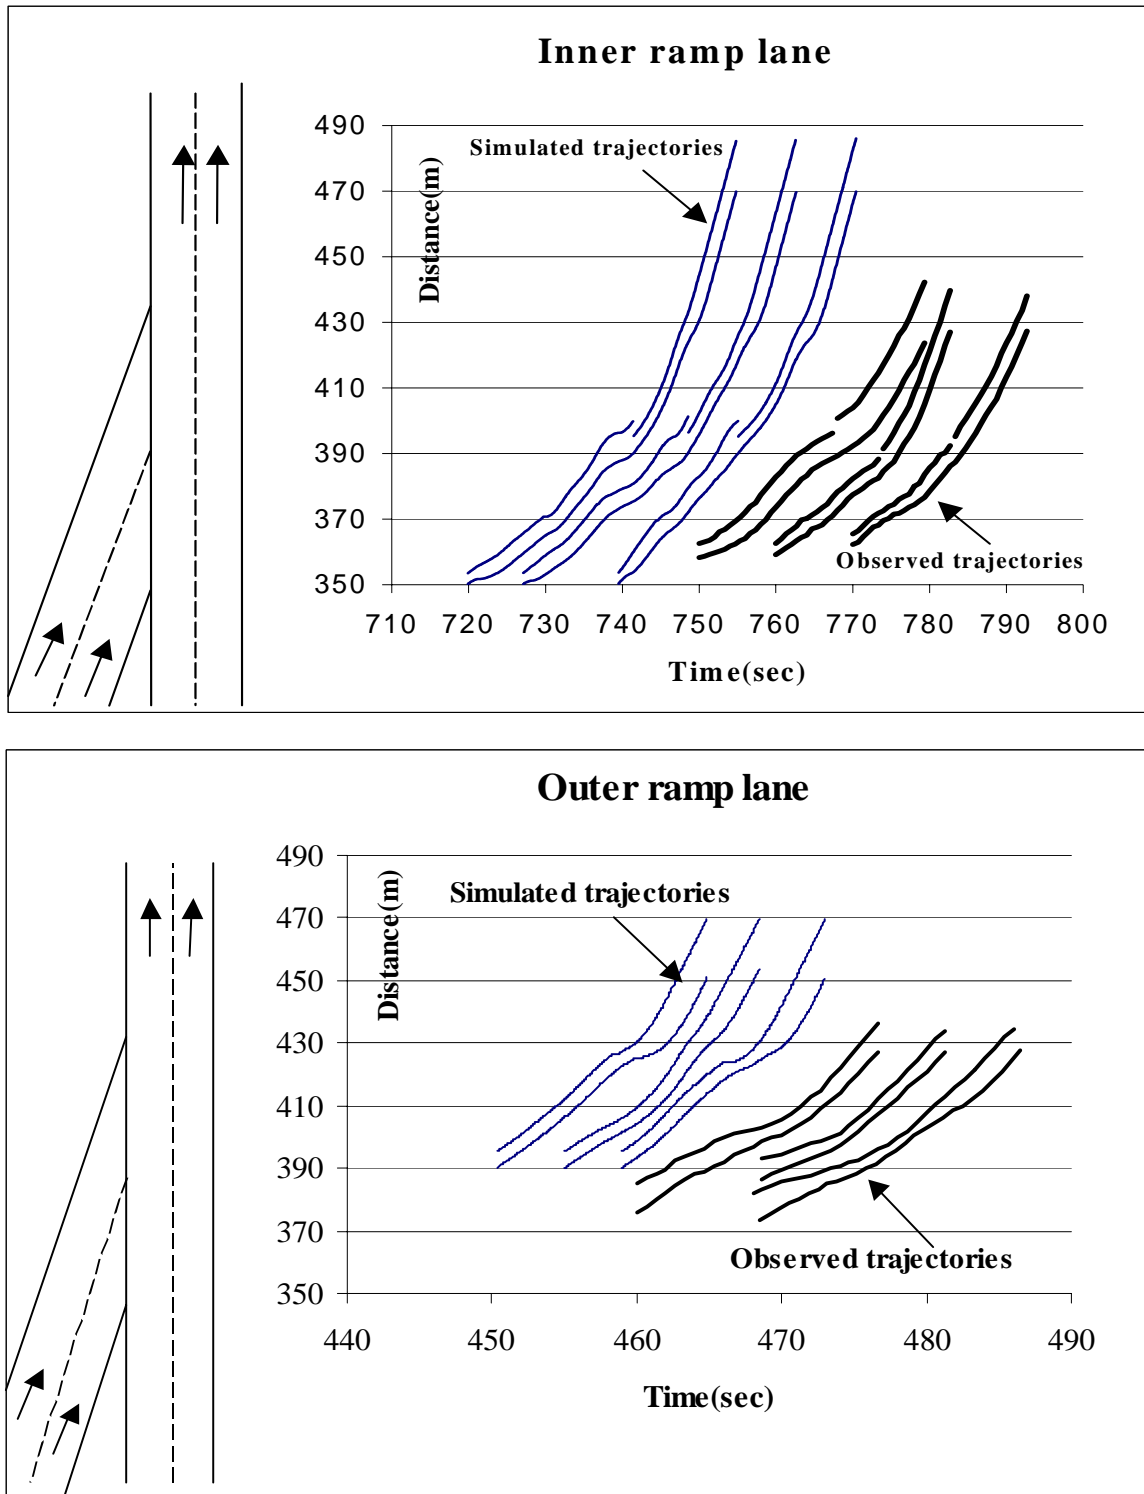 Inner ramp lane
490
Simulated trajectories
470
Distance(m)
450
430
410
390
370
Observed trajectories
350
710 720 730 740 750 760 770 780 790 800
Time(sec)
Outer ramp lane
490
Simulated trajectories
470
Distance(m)
450
430
410
390
370
Observed trajectories
350
440 450 460 470 480 490
Time(sec)